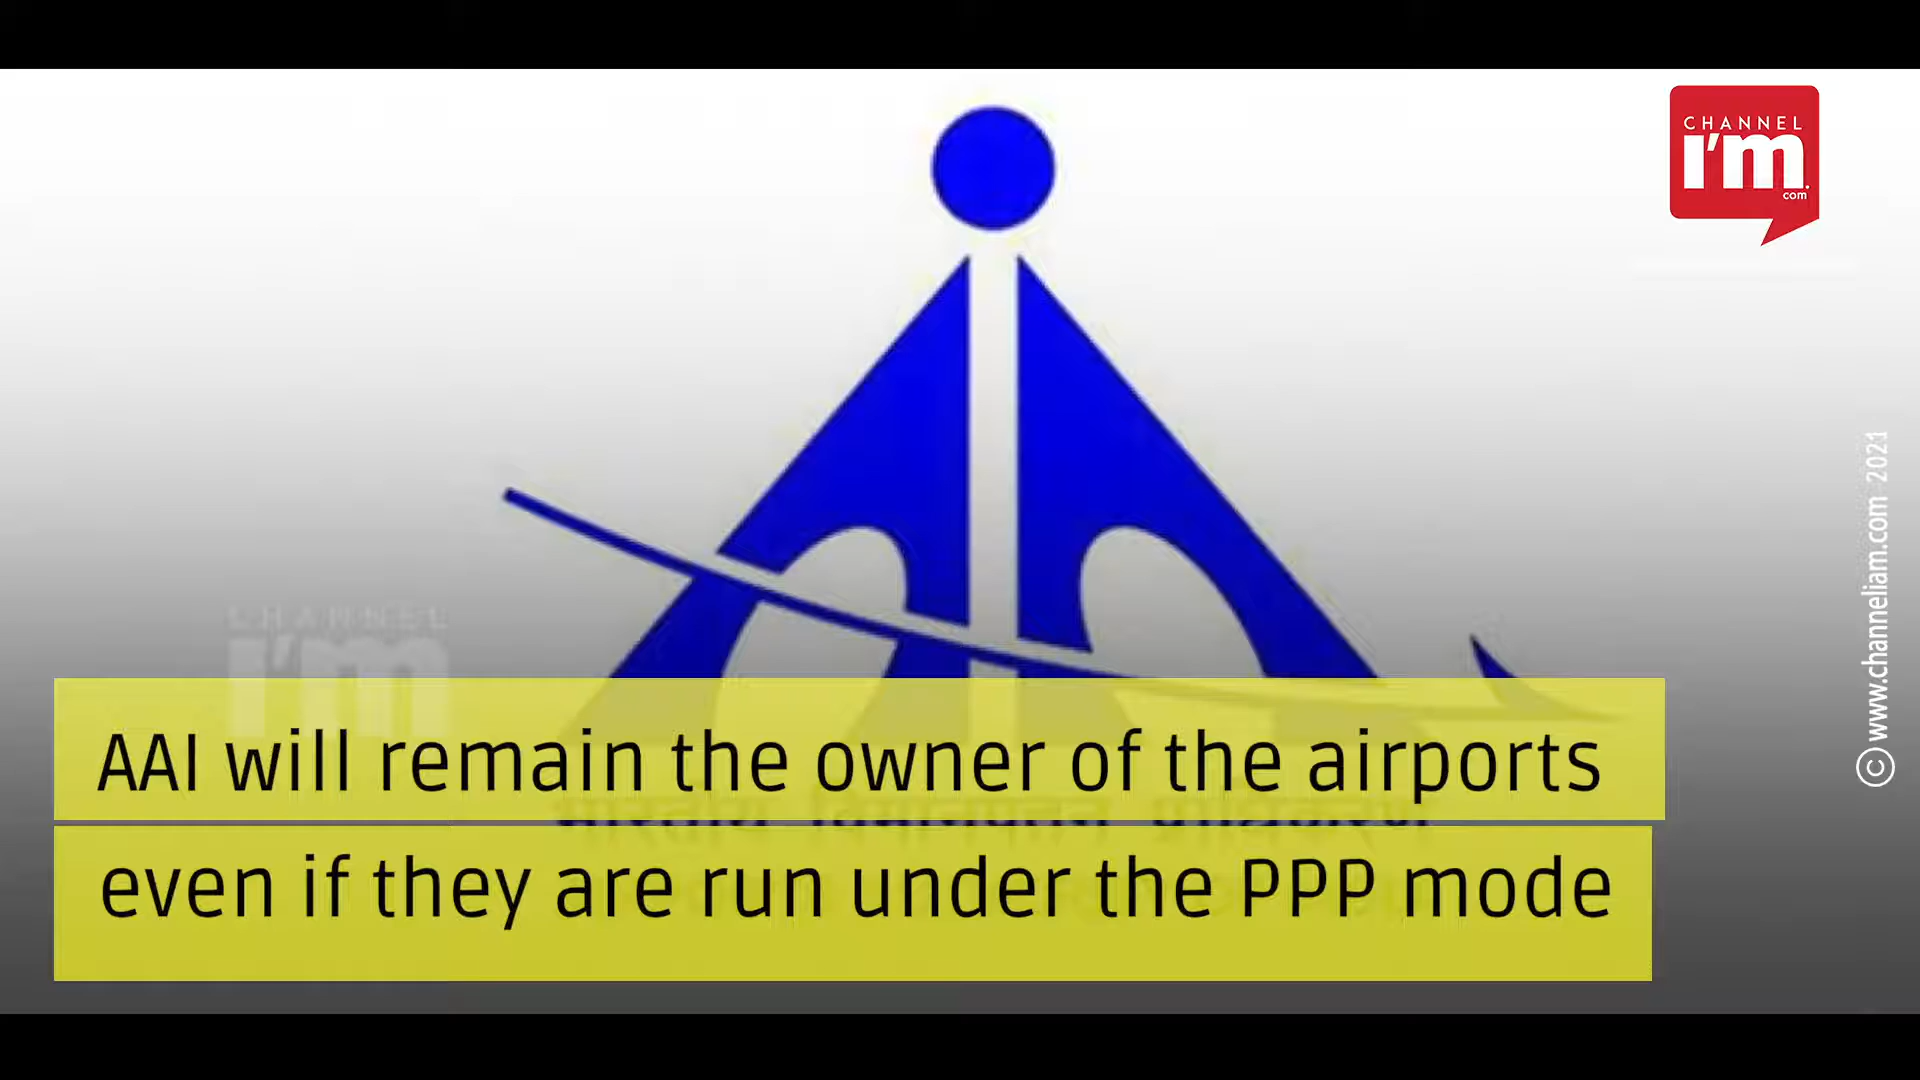 CHANNEL
i'm
.com
CHANNEL
i'm
AAI will remain the owner of the airports
even if they are run under the PPP mode
© www.channeliam.com 2021